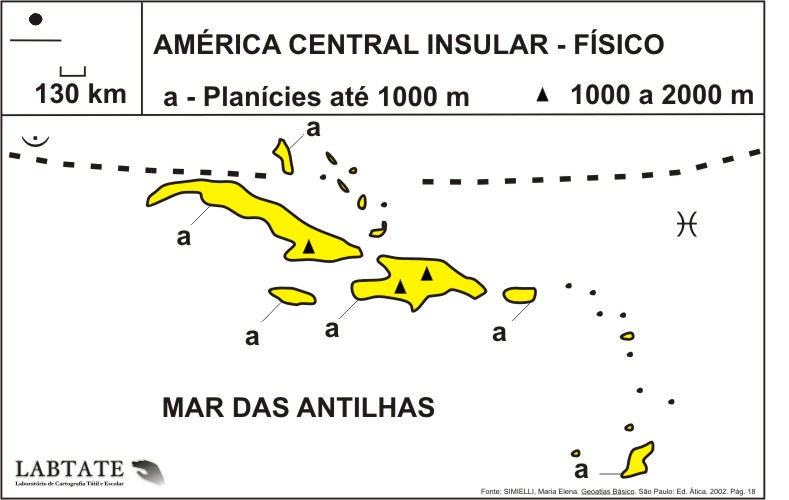 AMÉRICA CENTRAL INSULAR - FÍSICO
130 km
a - Planícies até 1000 m
▲ 1000 a 2000 m
a
a
a
a
a
MAR DAS ANTILHAS
a
LABTATE
Laboratório de Cartografia Tátil e Escolar
Fonte: SIMIELLI, Maria Elena. Geoatlas Básico. São Paulo: Ed. Ática, 2002. Pág. 18